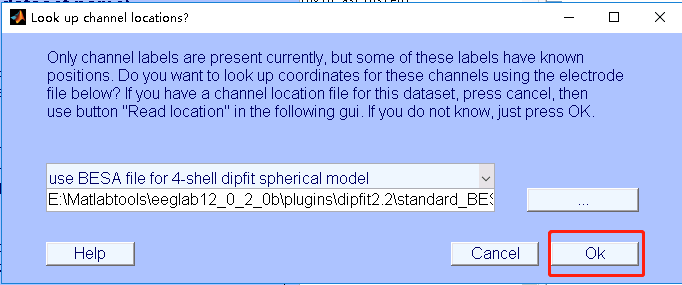 Look up channel locations?
Only channel labels are present currently, but some of these labels have known
positions. Do you want to look up coordinates for these channels using the electrode
file below? If you have a channel location file for this dataset, press cancel, then
use button "Read location" in the following gui. If you do not know, just press OK.
use BESA file for 4-shell dipfit spherical model
E:\Matlabtools\eeglab12_0_2_0b\plugins\dipfit2.2\standard_BES
...
Help
Cancel
Ok